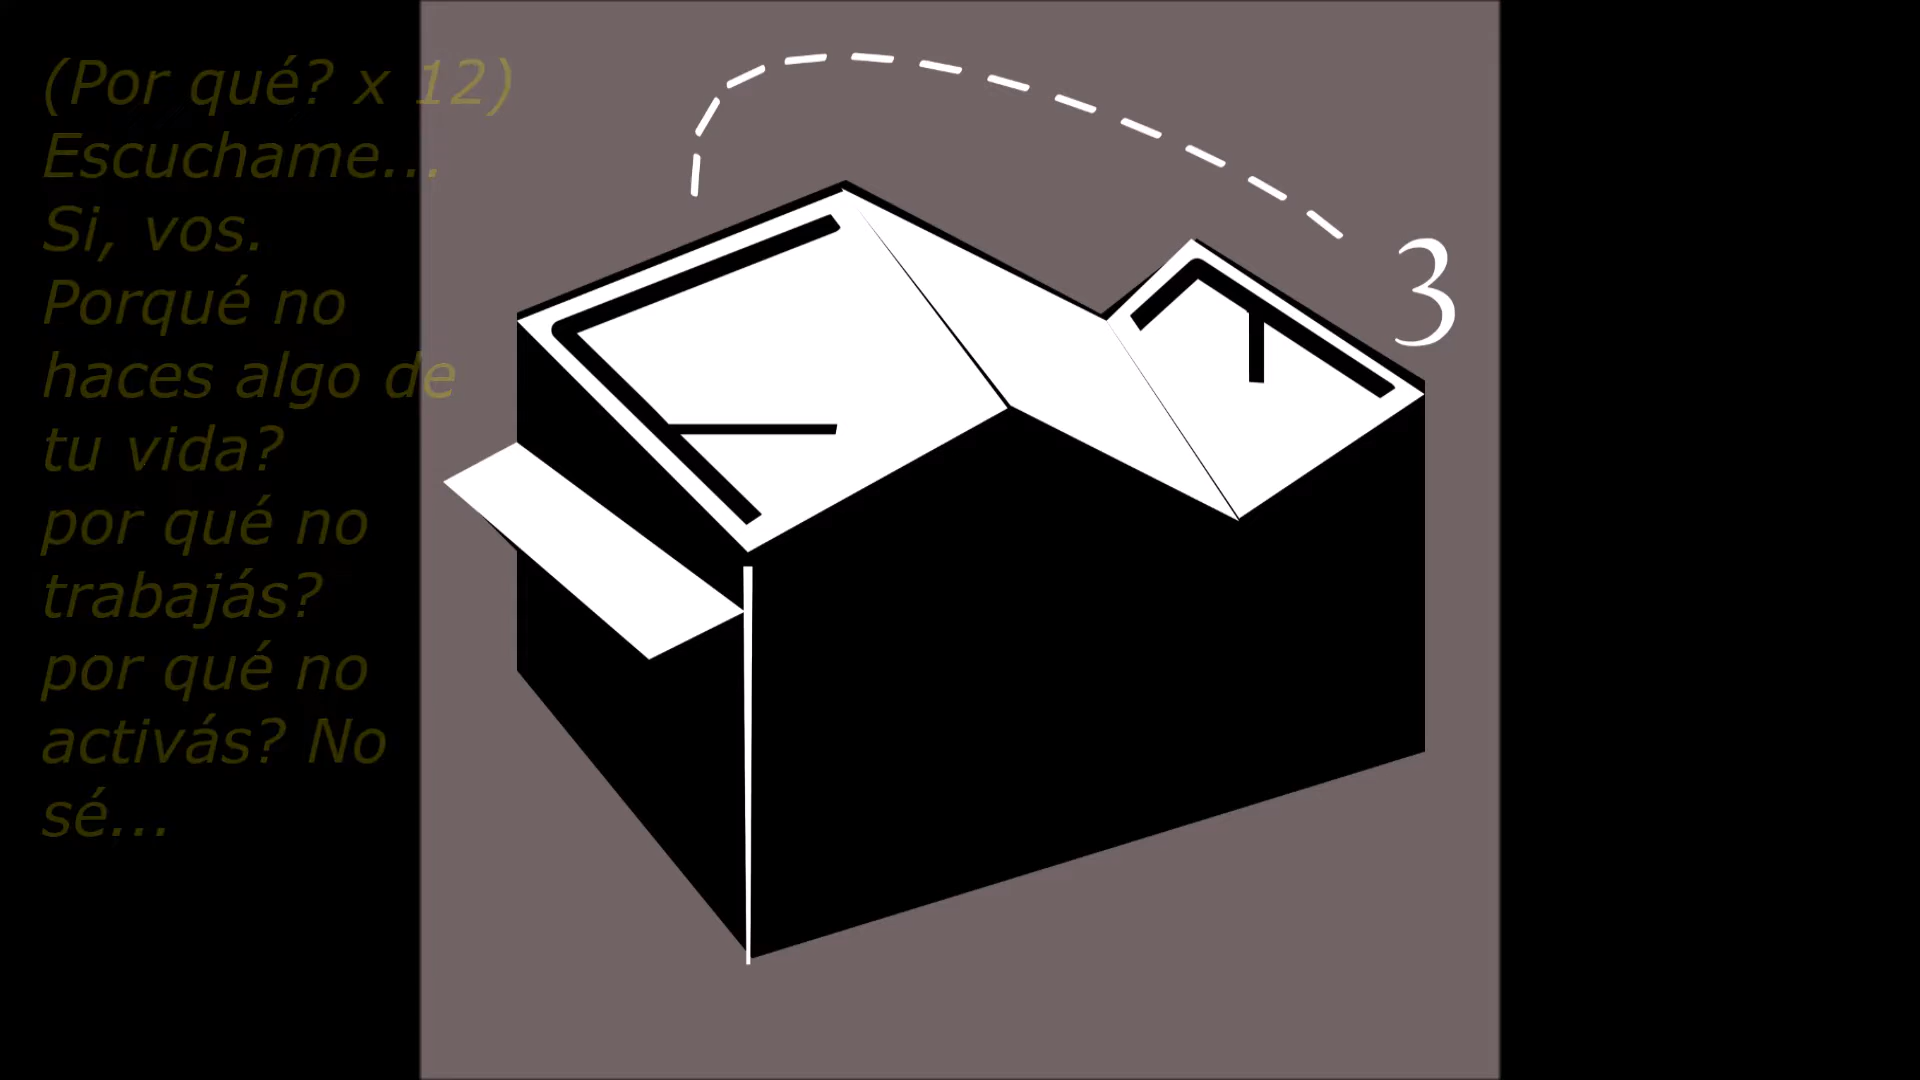 (Por qué? x 12)
Escuchame...
Si, vos.
Porqué no
haces algo de
tu vida?
por qué no
trabajás?
por qué no
activás? No
sé...
3